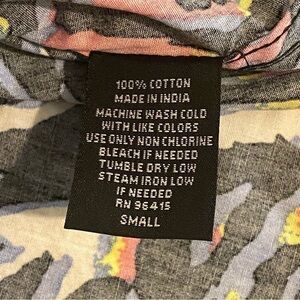 100% COTTON
MADE IN INDIA
MACHINE WASH COLD
WITH LIKE COLORS
USE ONLY NON CHLORINE
BLEACH IF NEEDED
TUMBLE DRY LOW
STEAM IRON LOW
IF NEEDED
RN 96415
SMALL